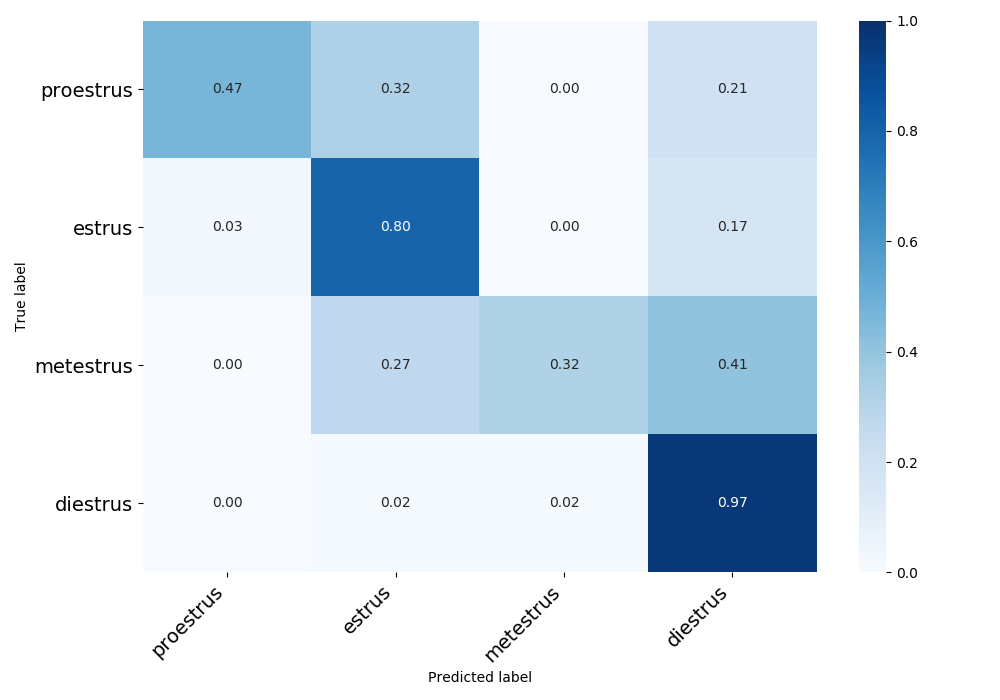 proestrus 0.47 0.32 0.00 0.21
estrus 0.03 0.80 0.00 0.17
metestrus 0.00 0.27 0.32 0.41
diestrus 0.00 0.02 0.02 0.97
True label
proestrus estrus metestrus diestrus
Predicted label
1.0
0.8
0.6
0.4
0.2
0.0